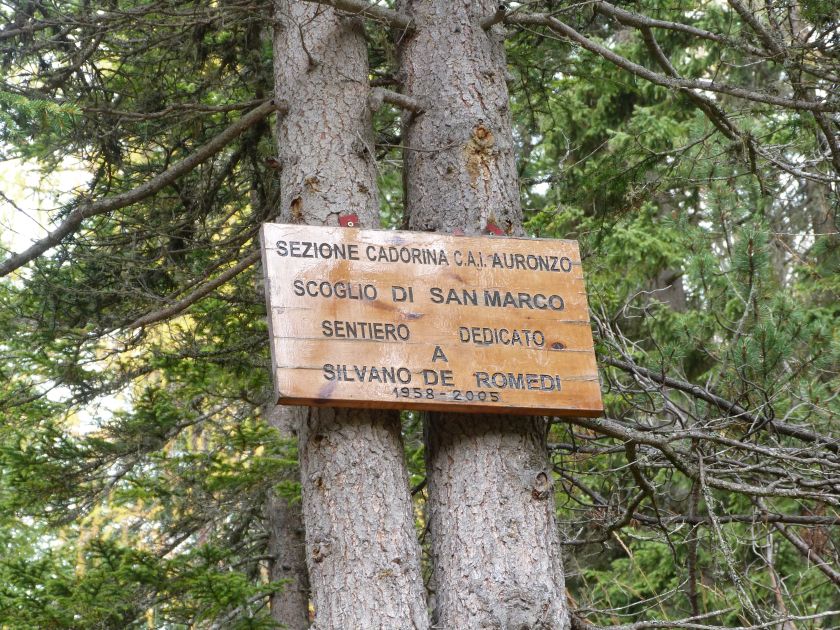 SEZIONE CADORINA C.A.I. AURONZO
SCOGLIO DI SAN MARCO
SENTIERO DEDICATO
A
SILVANO DE ROMEDI
1958-2005